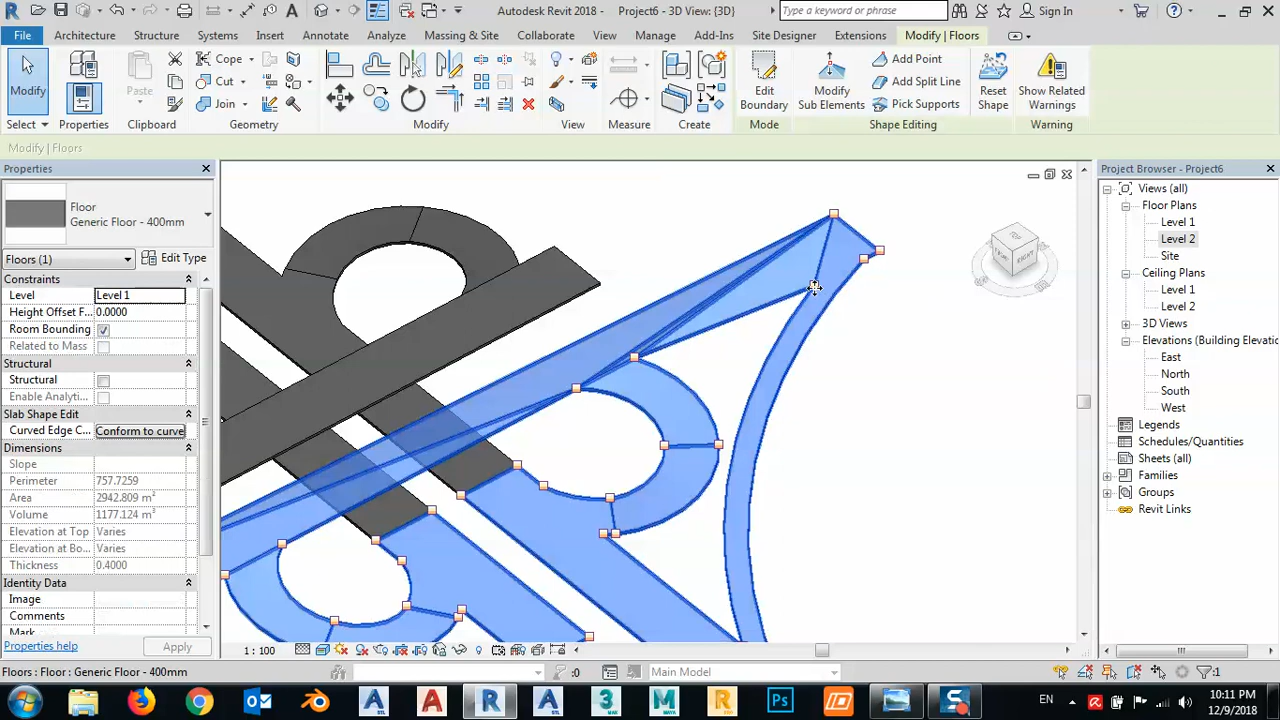 Autodesk Revit 2018 - Project6 - 3D View: {3D}
Type a keyword or phrase
Sign In
File
Architecture
Structure
Systems
Insert
Annotate
Analyze
Massing & Site
Collaborate
View
Manage
Add-Ins
Site Designer
Extensions
Modify | Floors
Modify
Select
Properties
Paste
Clipboard
Cope
Cut
Join
Geometry
Modify
View
Measure
Create
Edit
Boundary
Mode
Modify
Sub Elements
Add Point
Add Split Line
Pick Supports
Shape Editing
Reset
Shape
Show Related
Warnings
Warning
Modify | Floors
Properties
Floor
Generic Floor - 400mm
Floors (1)
Edit Type
Constraints
Level
Level 1
Height Offset F...
0.0000
Room Bounding
Related to Mass
Structural
Structural
Enable Analyti...
Slab Shape Edit
Curved Edge C...
Conform to curve
Dimensions
Slope
Perimeter
757.7259
Area
2942.809 m²
Volume
1177.124 m³
Elevation at Top
Varies
Elevation at Bo...
Varies
Thickness
0.4000
Identity Data
Image
Comments
Mark
Properties help
Apply
TOP
RIGHT
Project Browser - Project6
Views (all)
Floor Plans
Level 1
Level 2
Site
Ceiling Plans
Level 1
Level 2
3D Views
Elevations (Building Elevatio
East
North
South
West
Legends
Schedules/Quantities
Sheets (all)
Families
Groups
Revit Links
1 : 100
Floors : Floor : Generic Floor - 400mm
:0
Main Model
:1
EN
10:11 PM
12/9/2018